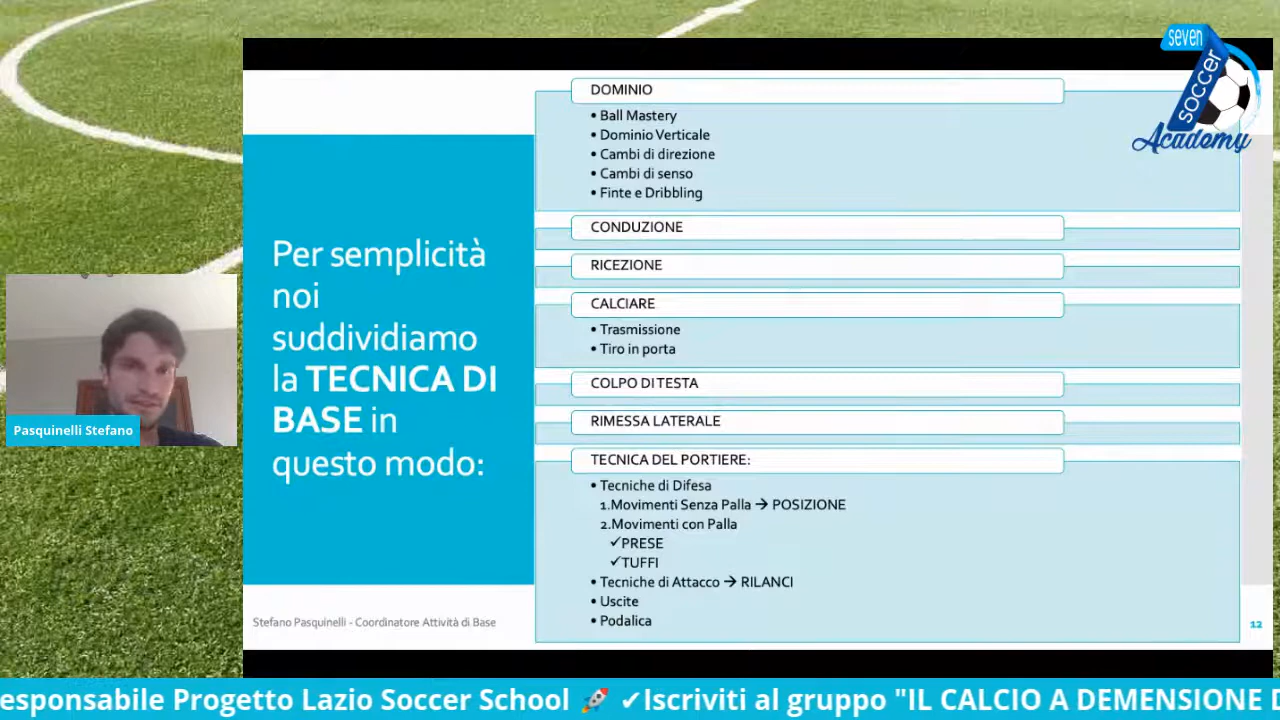 seven
SOCCER
Academy
DOMINIO
• Ball Mastery
• Dominio Verticale
• Cambi di direzione
• Cambi di senso
• Finte e Dribbling
CONDUZIONE
RICEZIONE
CALCIARE
• Trasmissione
• Tiro in porta
COLPO DI TESTA
RIMESSA LATERALE
TECNICA DEL PORTIERE:
• Tecniche di Difesa
1.Movimenti Senza Palla → POSIZIONE
2.Movimenti con Palla
✓PRESE
✓TUFFI
• Tecniche di Attacco → RILANCI
• Uscite
• Podalica
Per semplicità
noi
suddividiamo
la TECNICA DI
BASE in
questo modo:
Pasquinelli Stefano
Stefano Pasquinelli - Coordinatore Attività di Base
12
esponsabile Progetto Lazio Soccer School 🚀 ✓Iscriviti al gruppo "IL CALCIO A DEMENSIONE